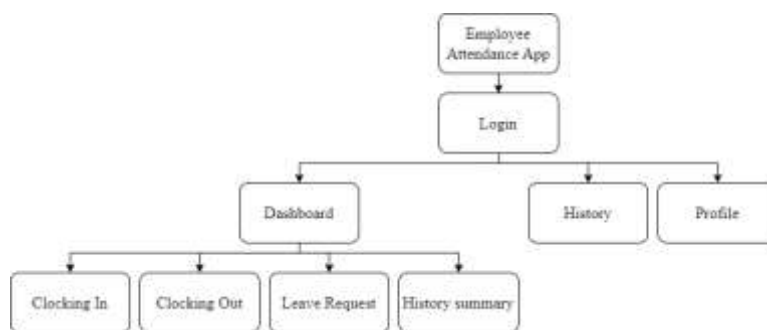 Employee
Attendance App
Login
Dashboard
History
Profile
Clocking In
Clocking Out
Leave Request
History summary